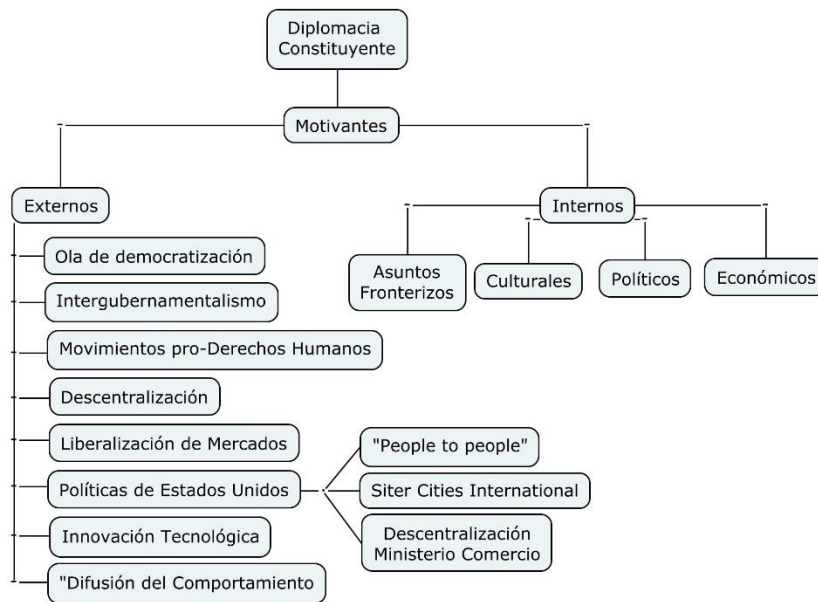 Diplomacia
Constituyente
Motivantes
Externos
Internos
Ola de democratización
Intergubernamentalismo
Movimientos pro-Derechos Humanos
Descentralización
Liberalización de Mercados
Políticas de Estados Unidos
Innovación Tecnológica
"Difusión del Comportamiento
"People to people"
Siter Cities International
Descentralización
Ministerio Comercio
Asuntos
Fronterizos
Culturales
Políticos
Económicos